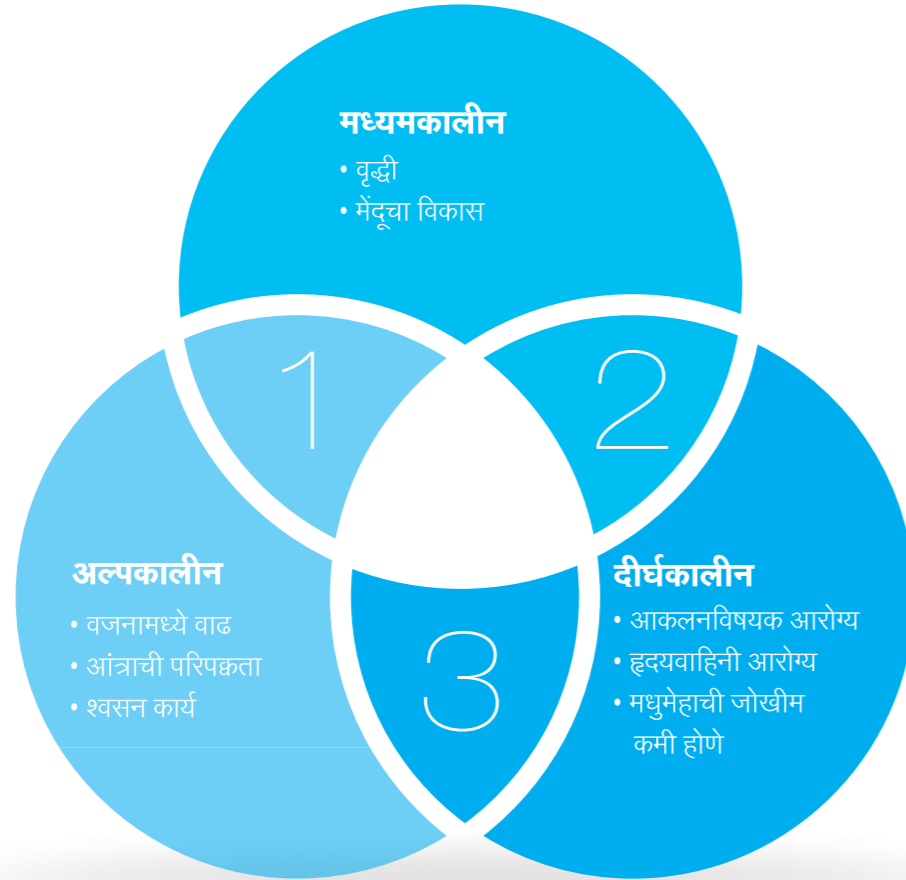 मध्यमकालीन
• वृद्धी
• मेंदूचा विकास
1
2
अल्पकालीन
• वजनामध्ये वाढ
• आंत्राची परिपक्वता
• श्वसन कार्य
3
दीर्घकालीन
• आकलनविषयक आरोग्य
• हृदयवाहिनी आरोग्य
• मधुमेहाची जोखीम
कमी होणे